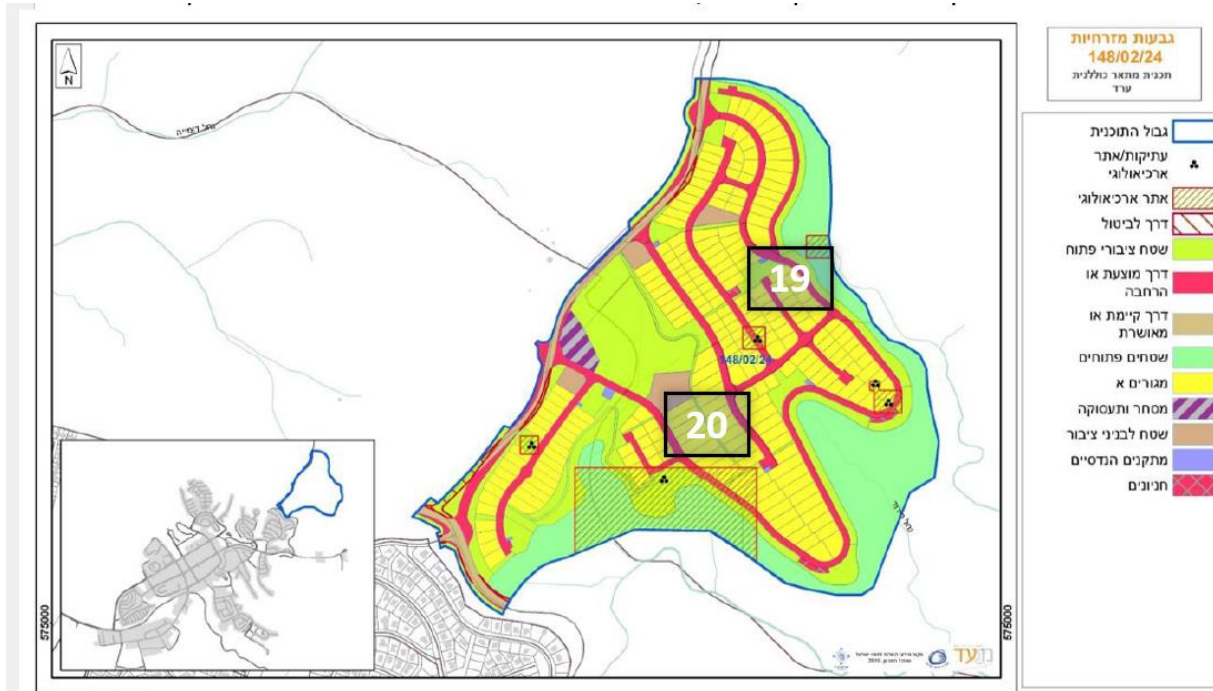 גבעות מזרחיות
148/02/24
תכנית מתאר כוללנית
ערד
N
גבול התוכנית
עתיקות/אתר
ארכיאולוגי
אתר ארכיאולוגי
דרך לביטול
שטח ציבורי פתוח
דרך מוצעת או
הרחבה
דרך קיימת או
מאושרת
שטחים פתוחים
מגורים א
מסחר ותעסוקה
שטח לבניני ציבור
מתקנים הנדסיים
חניונים
19
148/02/24
20
575000
575000